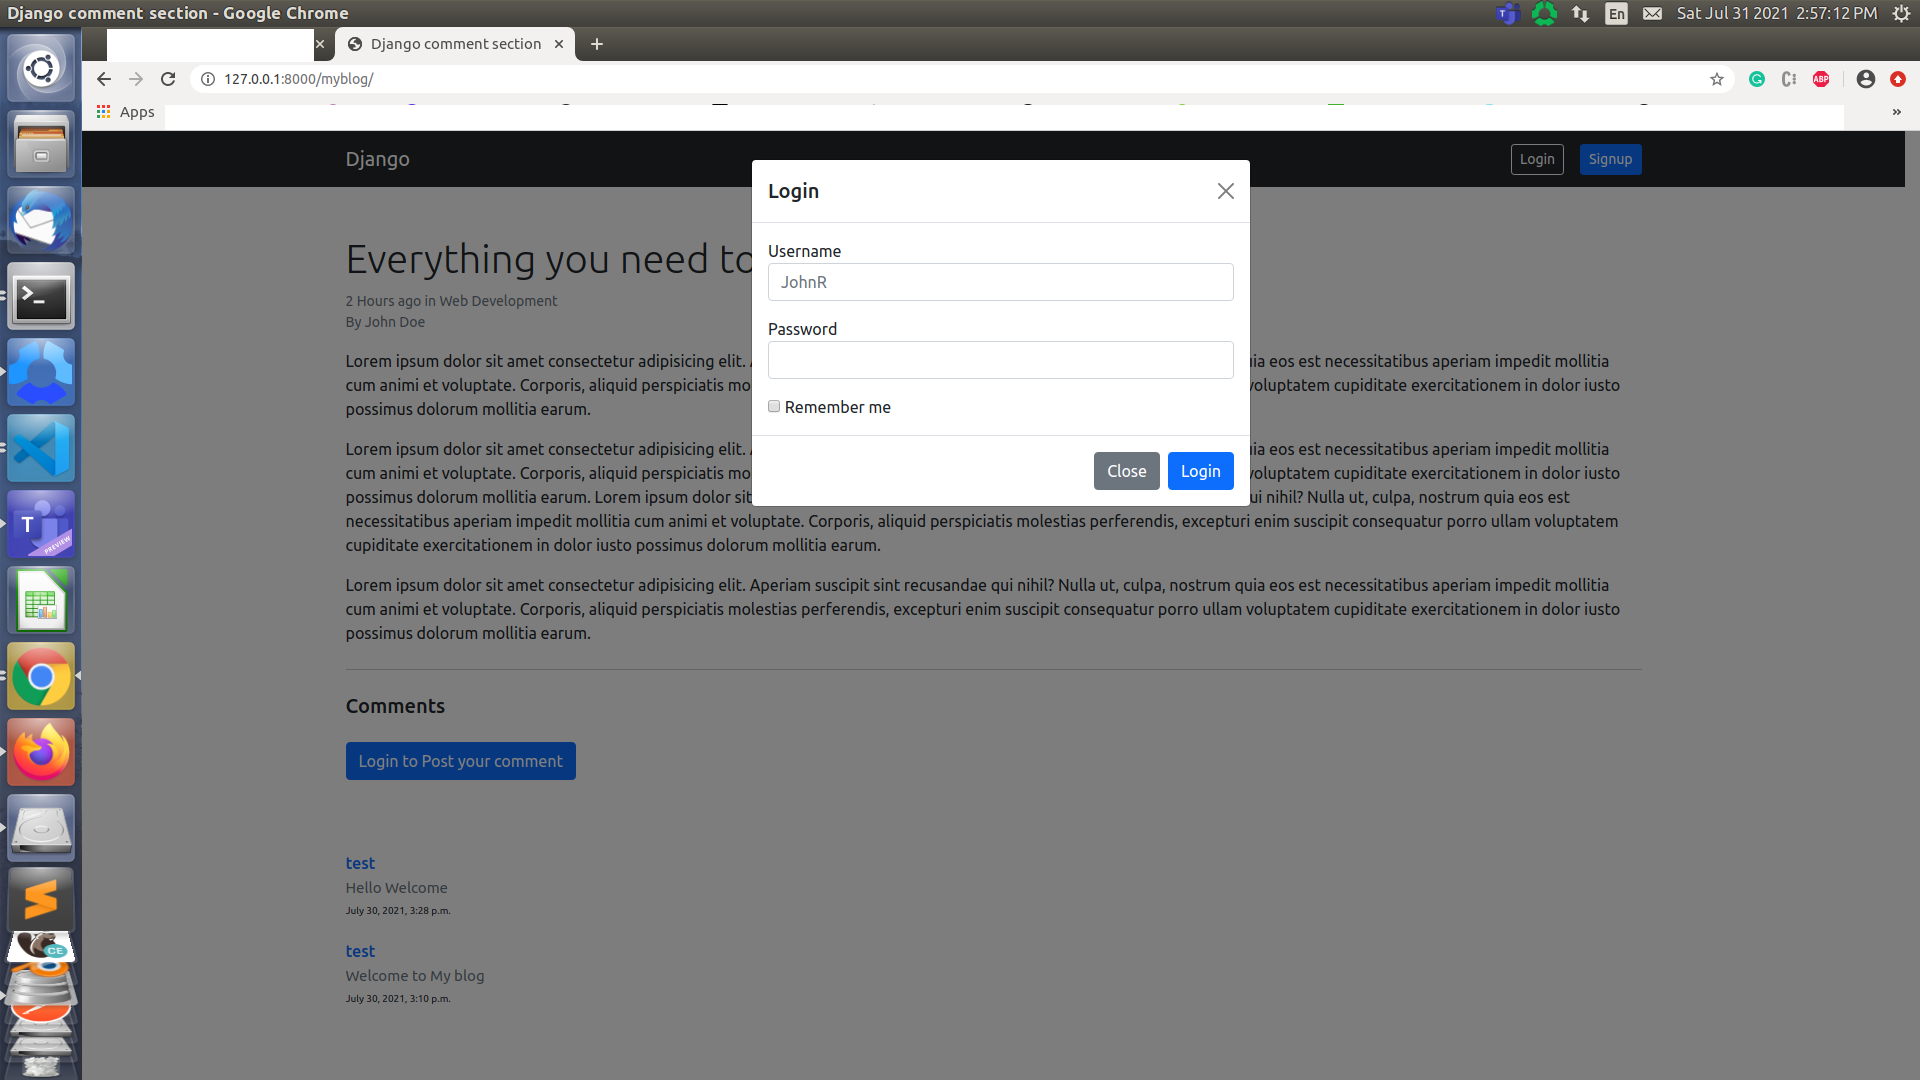 Django comment section - Google Chrome
En
Sat Jul 31 2021 2:57:12 PM
Django comment section
127.0.0.1:8000/myblog/
ABP
Apps
Django
Login
Signup
Login
Username
JohnR
Password
Remember me
Close
Login
Everything you need to
2 Hours ago in Web Development
By John Doe
Lorem ipsum dolor sit amet consectetur adipisicing elit. A uia eos est necessitatibus aperiam impedit mollitia
cum animi et voluptate. Corporis, aliquid perspiciatis mo voluptatem cupiditate exercitationem in dolor iusto
possimus dolorum mollitia earum.
Lorem ipsum dolor sit amet consectetur adipisicing elit. A uia eos est necessitatibus aperiam impedit mollitia
cum animi et voluptate. Corporis, aliquid perspiciatis mo voluptatem cupiditate exercitationem in dolor iusto
possimus dolorum mollitia earum. Lorem ipsum dolor sit ui nihil? Nulla ut, culpa, nostrum quia eos est
necessitatibus aperiam impedit mollitia cum animi et voluptate. Corporis, aliquid perspiciatis molestias perferendis, excepturi enim suscipit consequatur porro ullam voluptatem
cupiditate exercitationem in dolor iusto possimus dolorum mollitia earum.
Lorem ipsum dolor sit amet consectetur adipisicing elit. Aperiam suscipit sint recusandae qui nihil? Nulla ut, culpa, nostrum quia eos est necessitatibus aperiam impedit mollitia
cum animi et voluptate. Corporis, aliquid perspiciatis molestias perferendis, excepturi enim suscipit consequatur porro ullam voluptatem cupiditate exercitationem in dolor iusto
possimus dolorum mollitia earum.
Comments
Login to Post your comment
test
Hello Welcome
July 30, 2021, 3:28 p.m.
test
Welcome to My blog
July 30, 2021, 3:10 p.m.
T
PREVIEW
CE